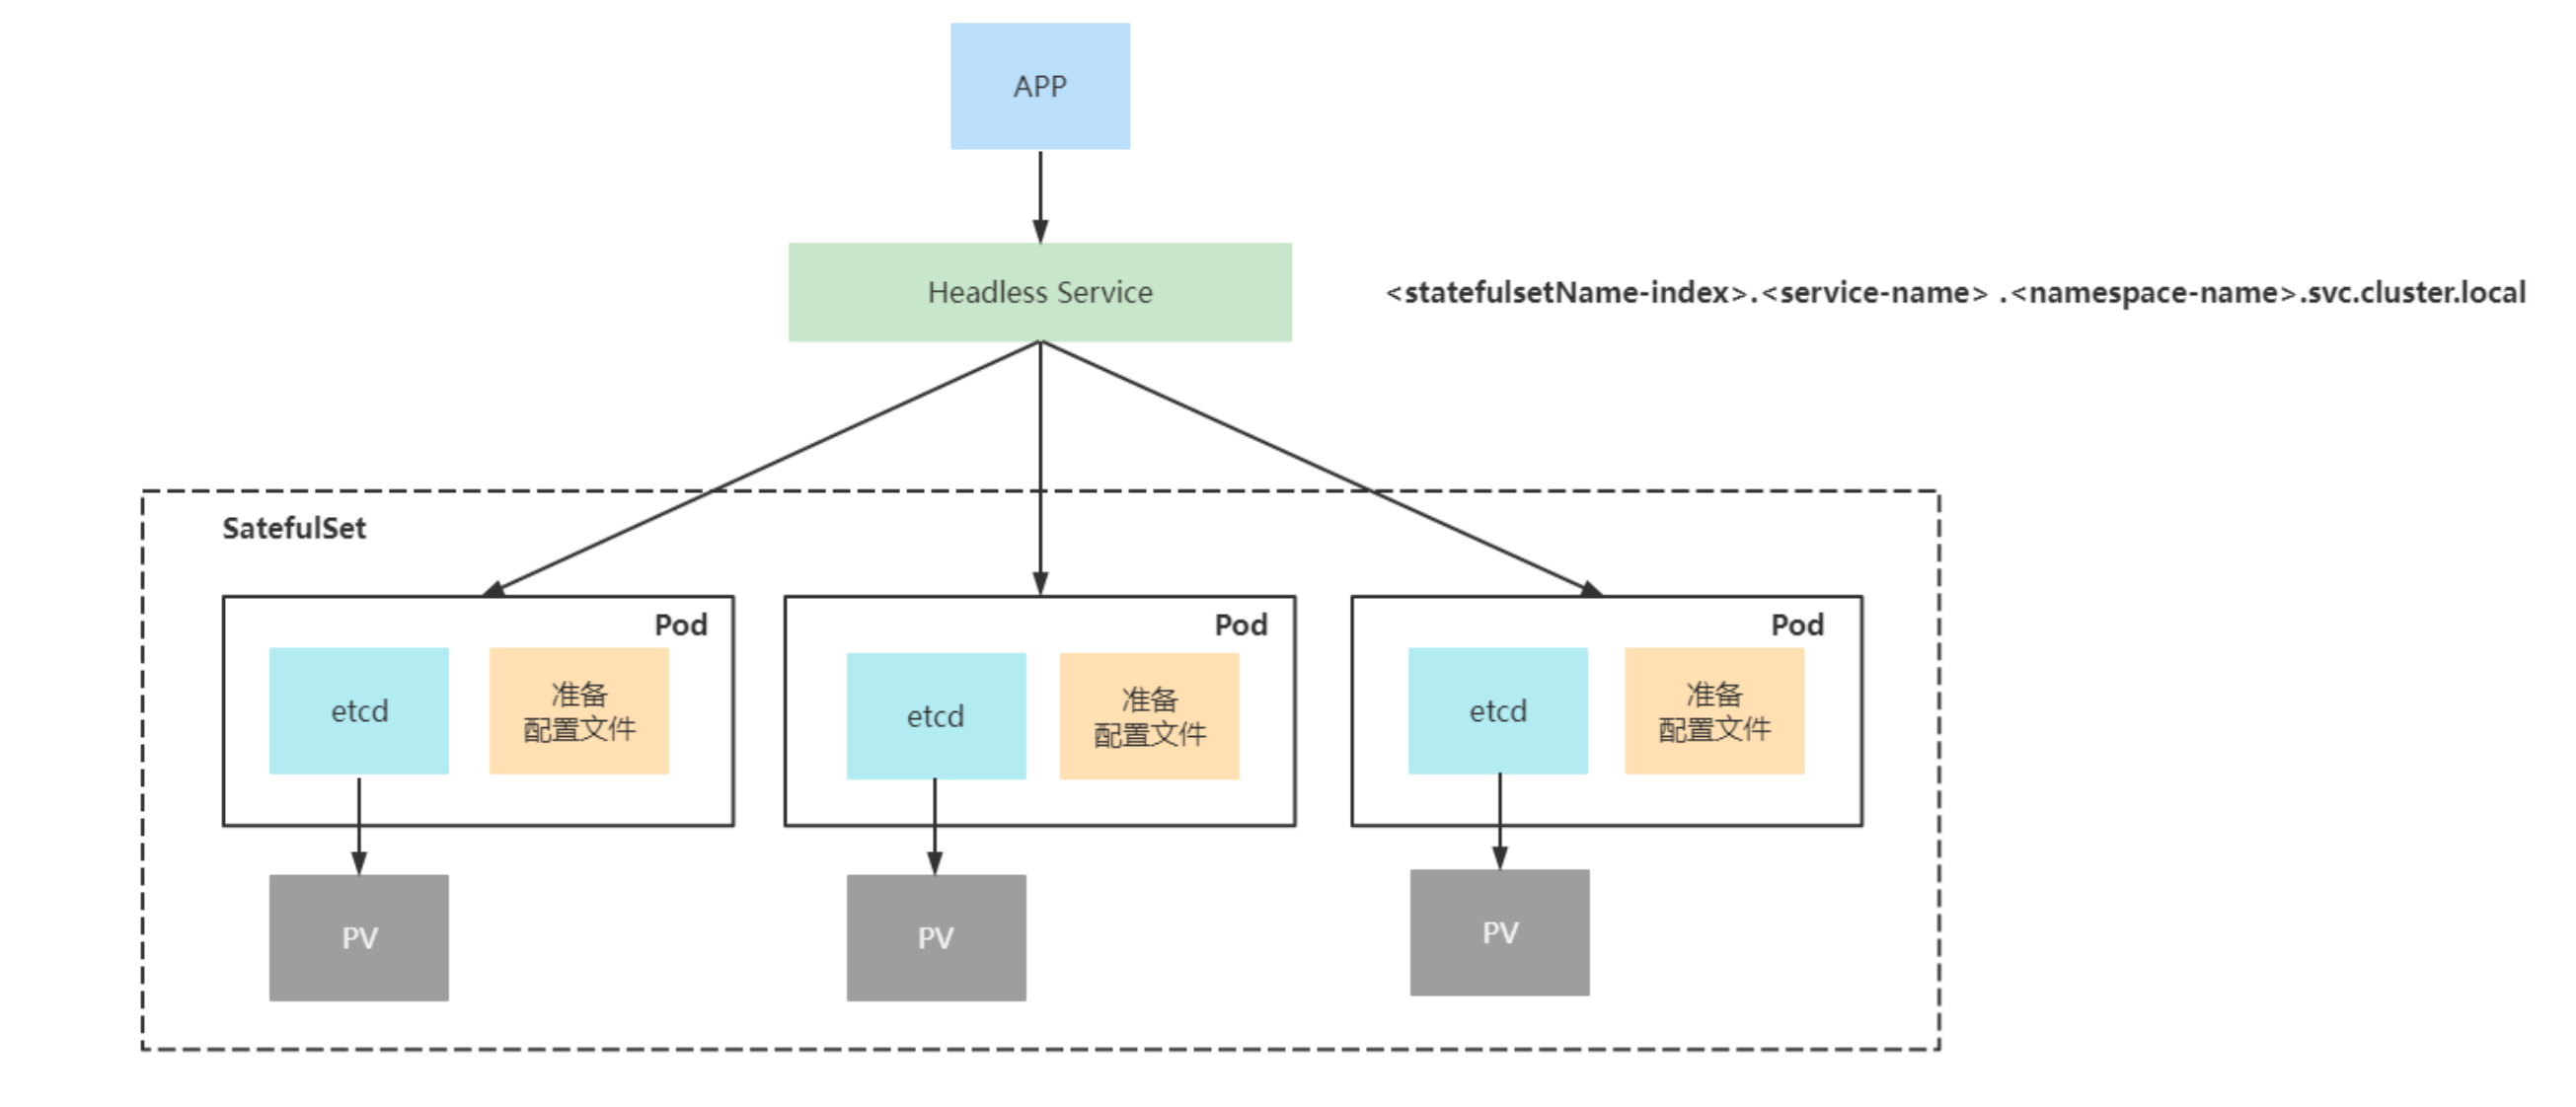 APP
Headless Service
<statefulsetName-index>.<service-name> .<namespace-name>.svc.cluster.local
SatefulSet
Pod
etcd
准备
配置文件
PV
Pod
etcd
准备
配置文件
PV
Pod
etcd
准备
配置文件
PV